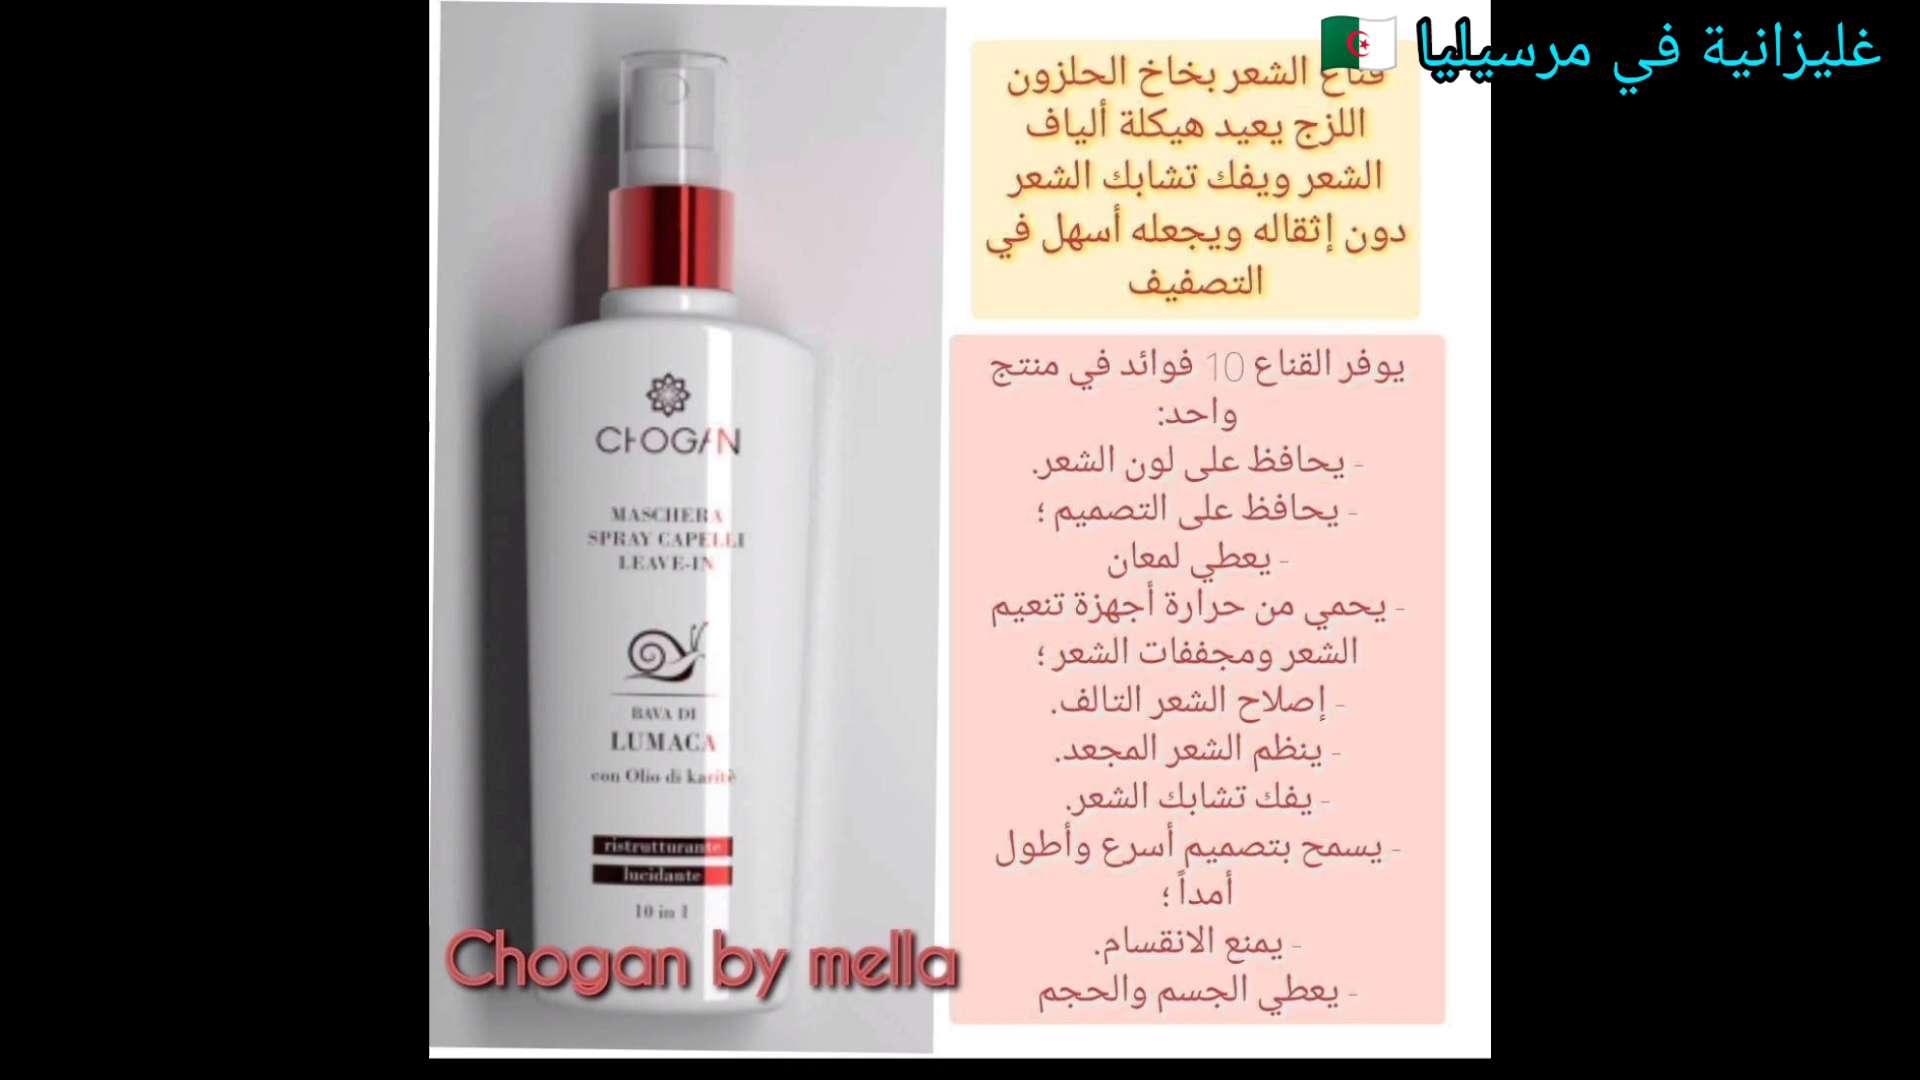 غليزانية في مرسيليا 🇩🇿
قناع الشعر بخاخ الحلزون
اللزج يعيد هيكلة ألياف
الشعر ويفك تشابك الشعر
دون إثقاله ويجعله أسهل في
التصفيف
يوفر القناع 10 فوائد في منتج
واحد:
- يحافظ على لون الشعر.
- يحافظ على التصميم ؛
- يعطي لمعان
- يحمي من حرارة أجهزة تنعيم
الشعر ومجففات الشعر ؛
- إصلاح الشعر التالف.
- ينظم الشعر المجعد.
- يفك تشابك الشعر.
- يسمح بتصميم أسرع وأطول
أمداً ؛
- يمنع الانقسام.
- يعطي الجسم والحجم
CHOGAN
MASCHERA
SPRAY CAPELLI
LEAVE-IN
BAVA DI
LUMACA
con Olio di karitè
ristrutturante
lucidante
10 in 1
Chogan by mella